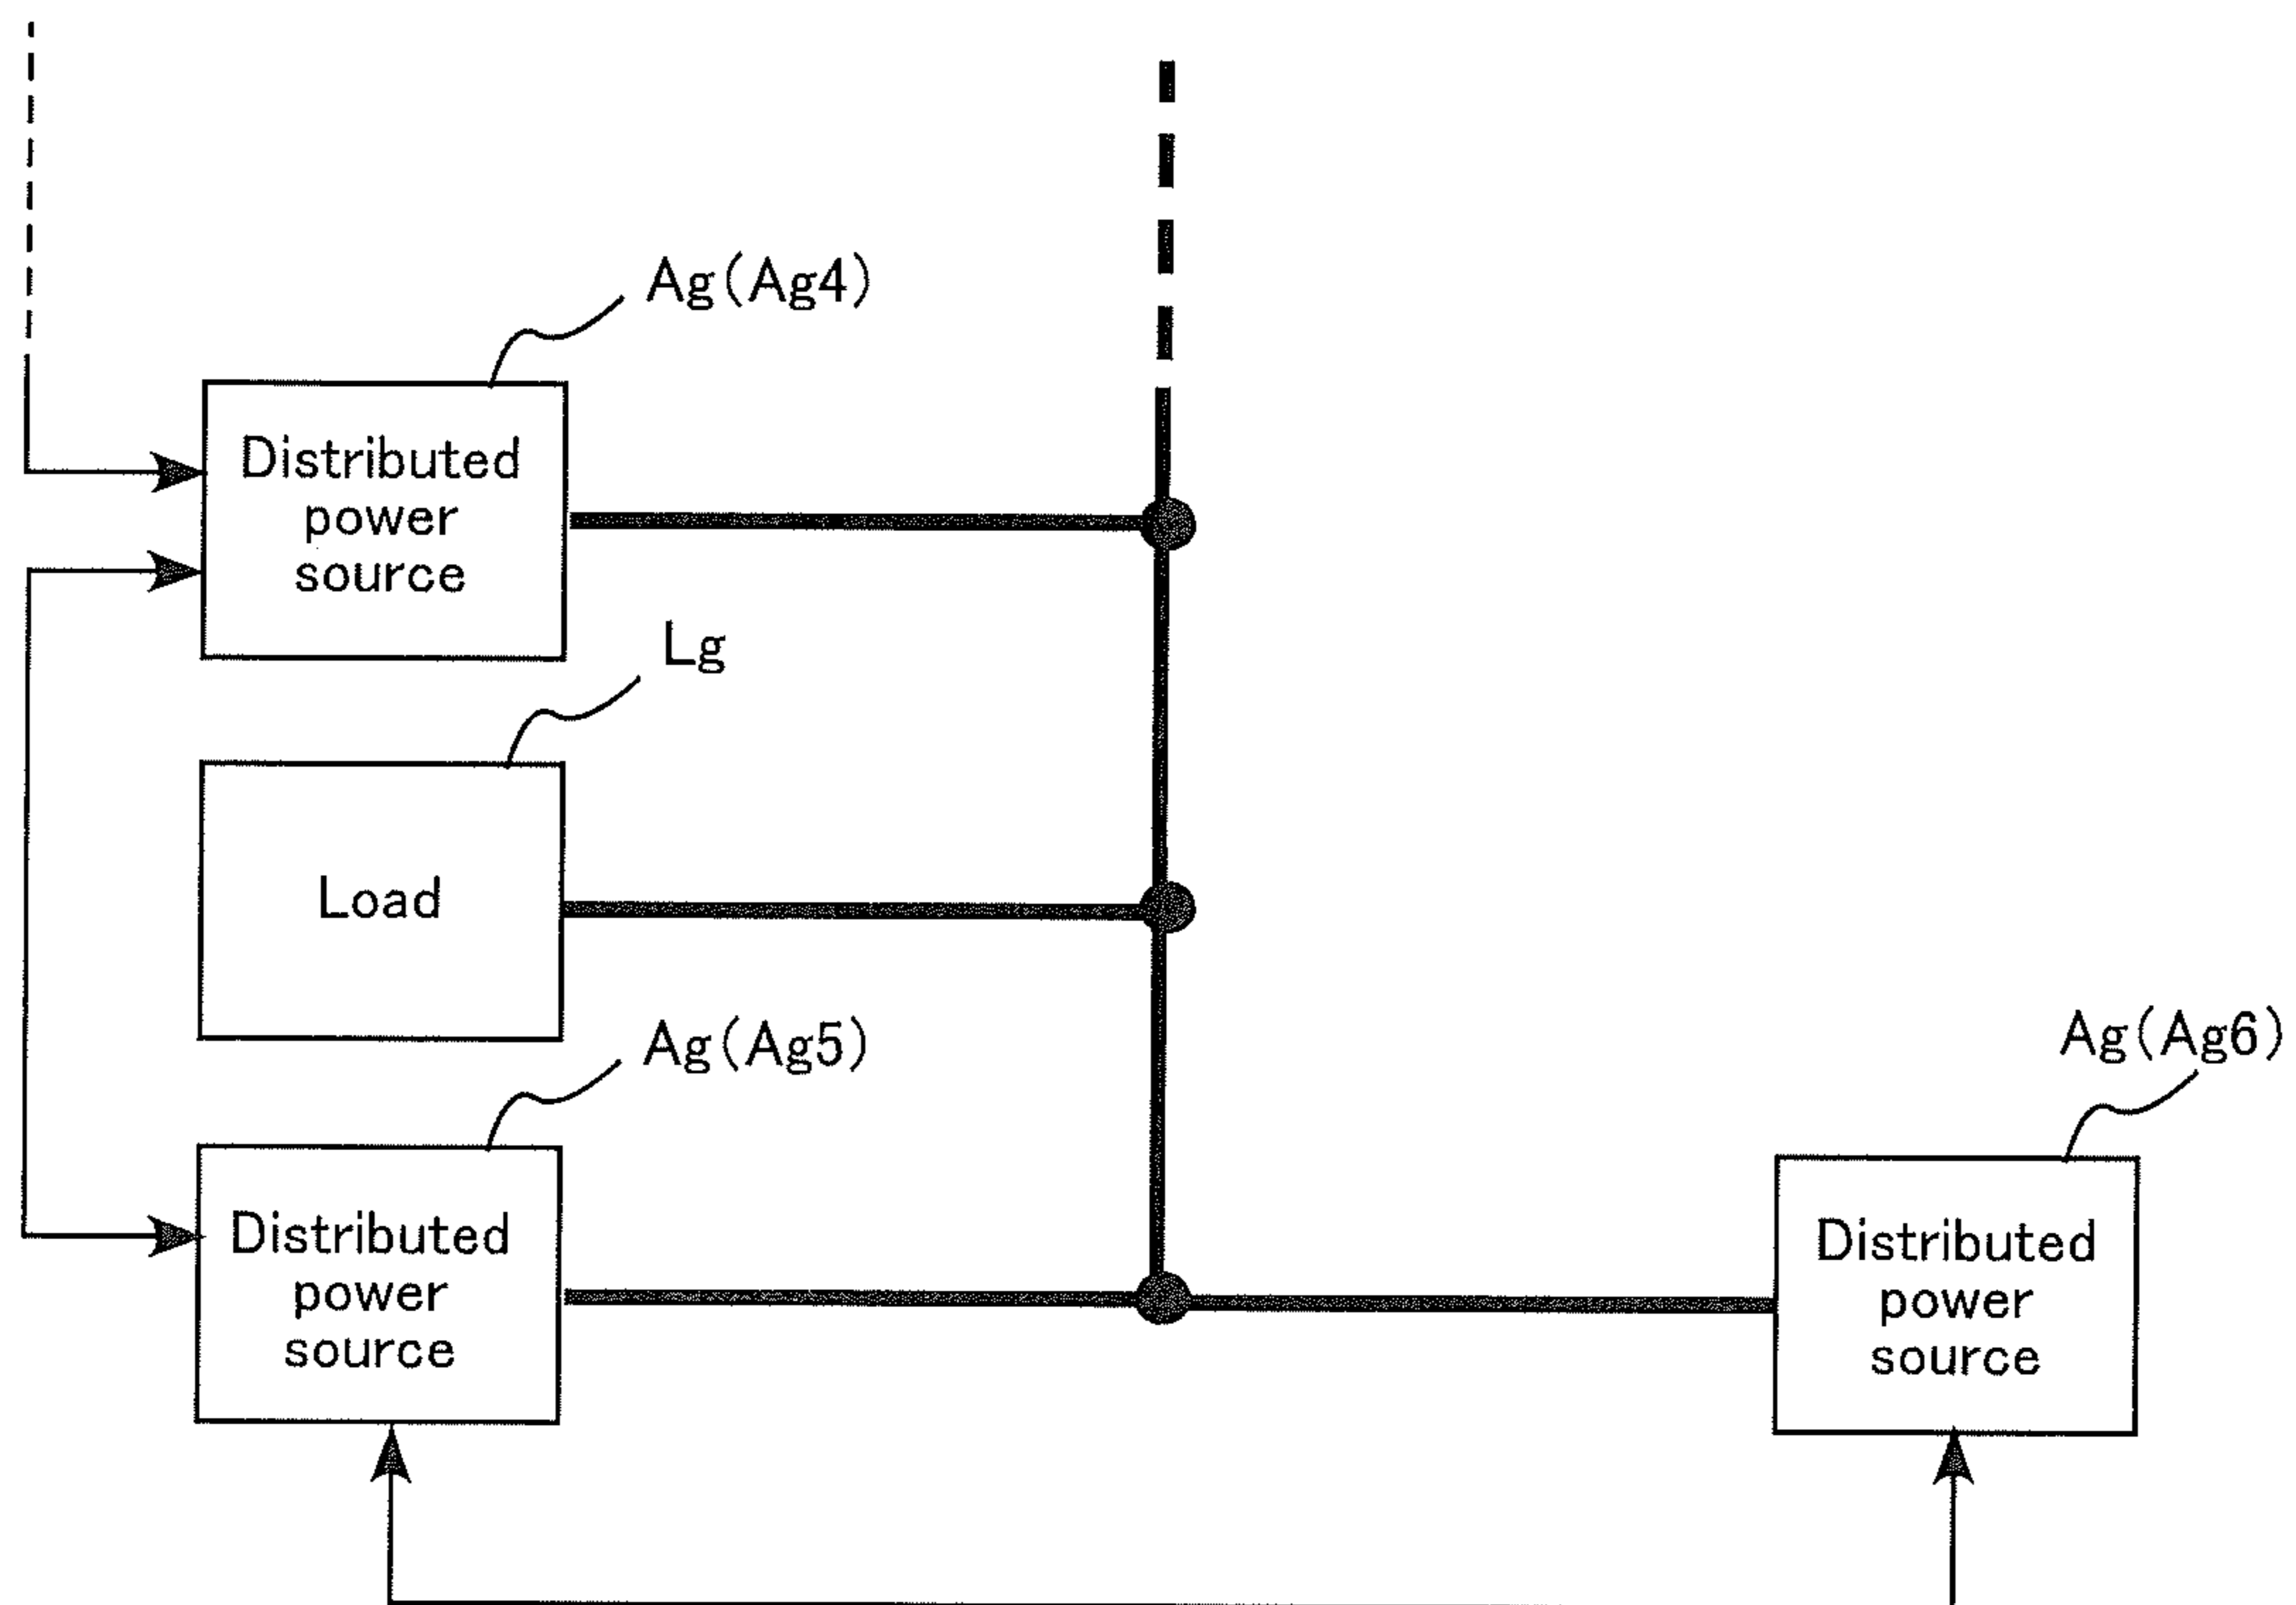 Ag(Ag4)
Distributed
power
source
Lg
Load
Ag(Ag5)
Distributed
power
source
Ag(Ag6)
Distributed
power
source